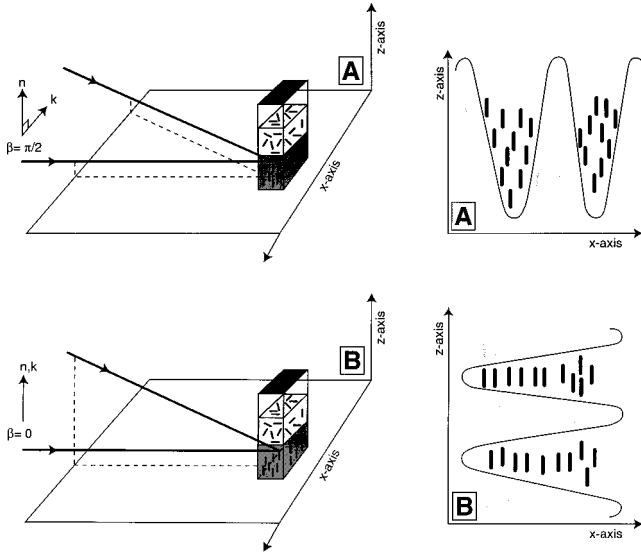 A
z-axis
n
k
β= π/2
x-axis
z-axis
A
x-axis
B
z-axis
n,k
β= 0
x-axis
z-axis
B
x-axis